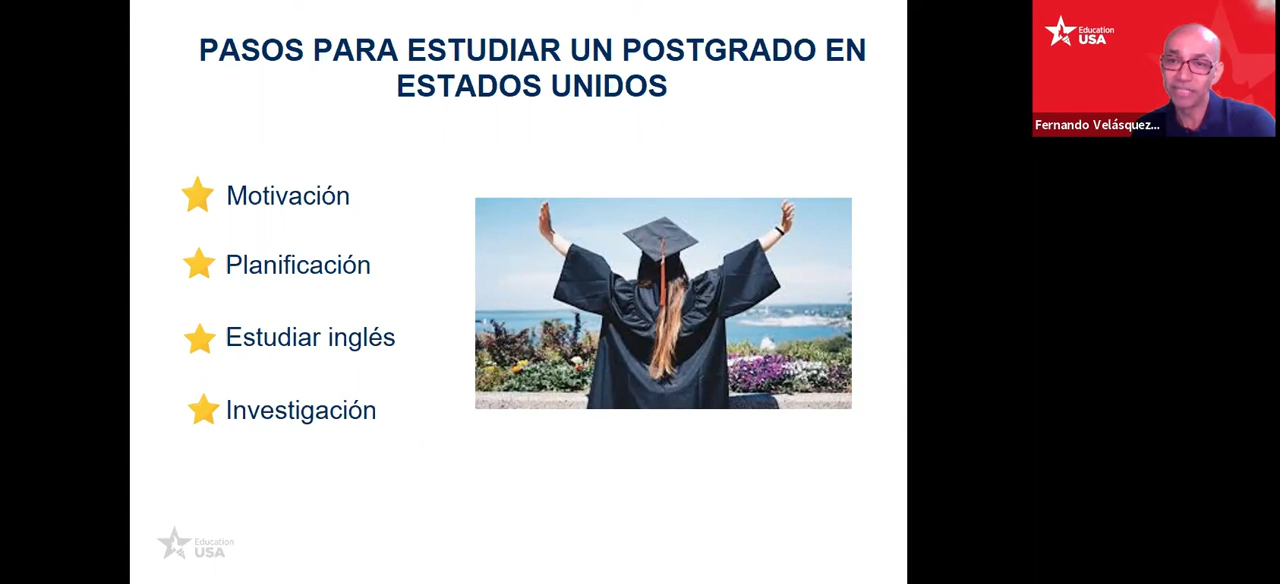 PASOS PARA ESTUDIAR UN POSTGRADO EN
ESTADOS UNIDOS
Motivación
Planificación
Estudiar inglés
Investigación
Education
USA
Education
USA
Fernando Velásquez...